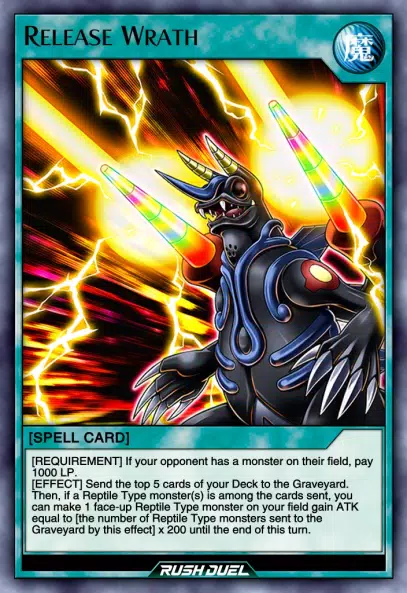 Release Wrath
魔
[SPELL CARD]
[REQUIREMENT] If your opponent has a monster on their field, pay
1000 LP.
[EFFECT] Send the top 5 cards of your Deck to the Graveyard.
Then, if a Reptile Type monster(s) is among the cards sent, you
can make 1 face-up Reptile Type monster on your field gain ATK
equal to [the number of Reptile Type monsters sent to the
Graveyard by this effect] x 200 until the end of this turn.
RUSH DUEL